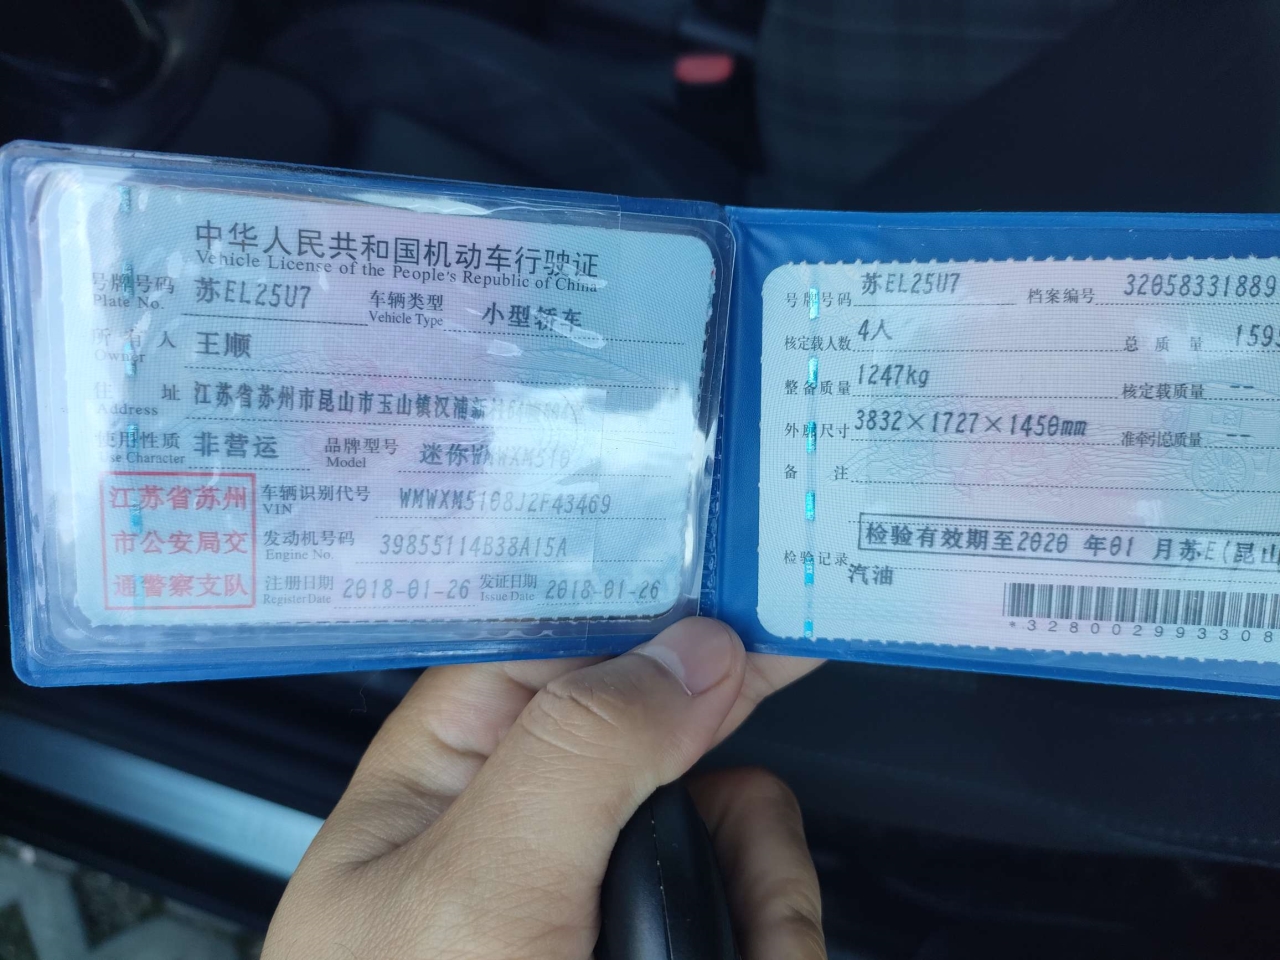 中华人民共和国机动车行驶证
Vehicle License of the People's Republic of China
号牌号码 苏EL25U7 车辆类型 小型轿车
Plate No. Vehicle Type
所有人 王顺
Owner
住址 江苏省苏州市昆山市玉山镇汉浦新
Address
使用性质 非营运 品牌型号 迷你WMWXM510
Use Character Model
江苏省苏州
市公安局交
通警察支队
车辆识别代号 WMWXM5108J2F43469
VIN
发动机号码 39855114B38A15A
Engine No.
注册日期 2018-01-26 发证日期 2018-01-26
Register Date Issue Date
号牌号码 苏EL25U7 档案编号 32058331889
核定载人数 4人 总质量 159
整备质量 1247kg 核定载质量 --
外廓尺寸 3832×1727×1450mm 准牵引总质量 --
备注
检验有效期至2020年01月苏E(昆山
检验记录
汽油
*328002993308